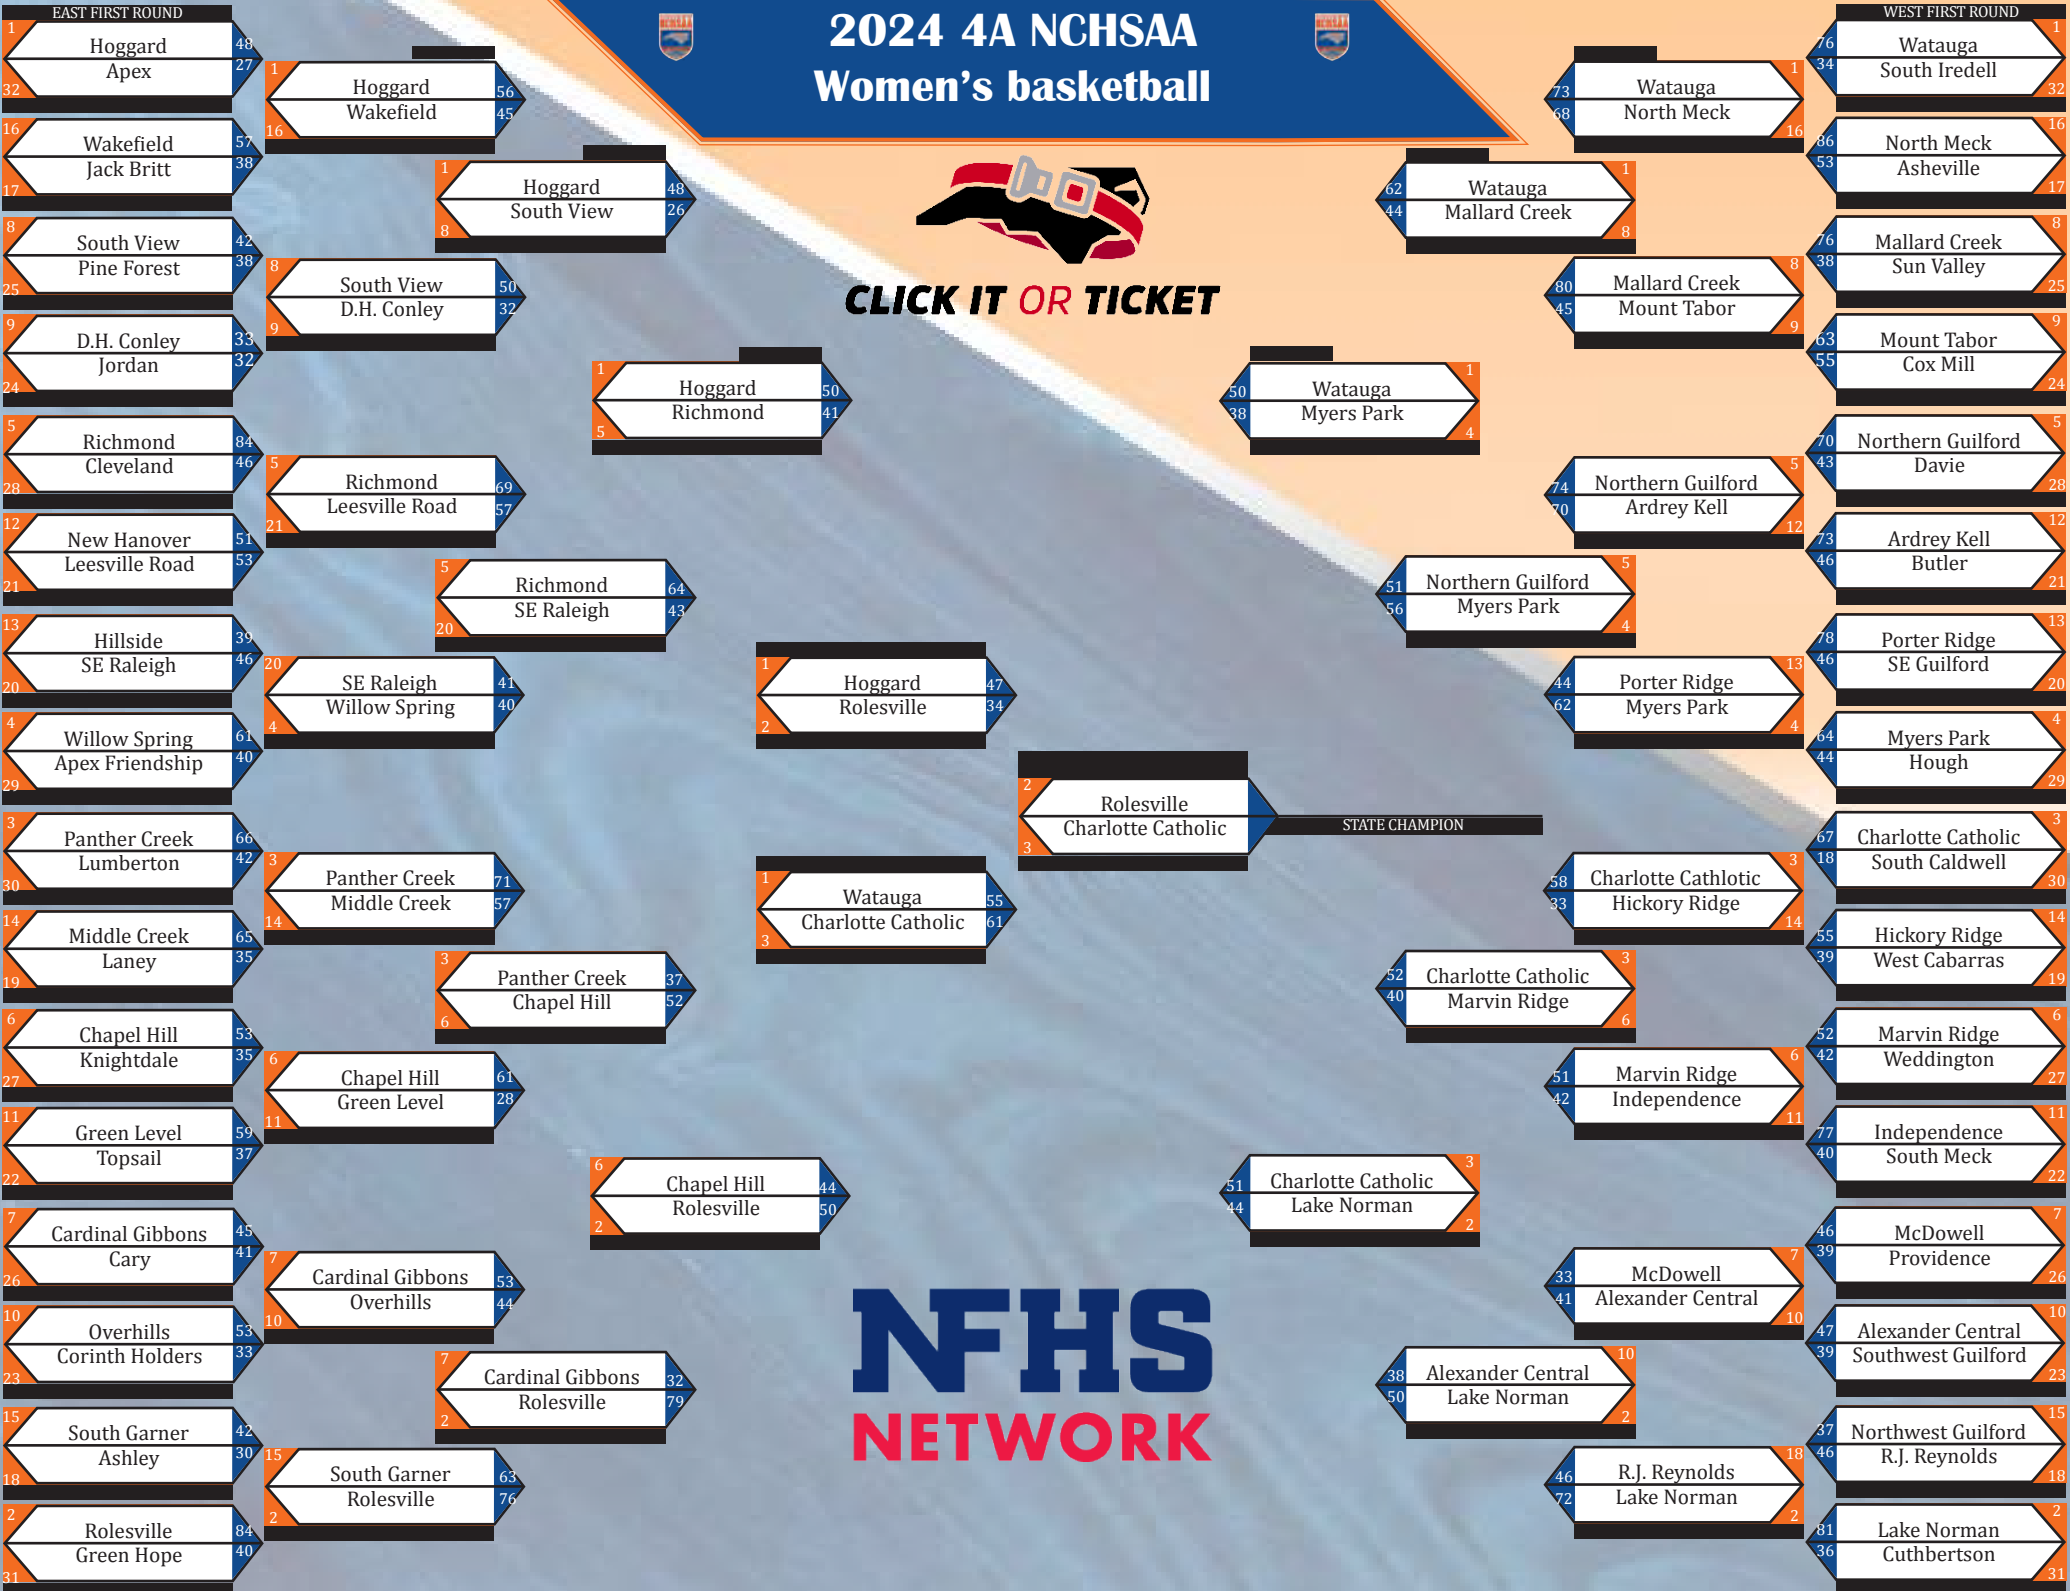 2024 4A NCHSAA
Women's basketball
CLICK IT OR TICKET
EAST FIRST ROUND
1
Hoggard 48
Apex 27
32
16
Wakefield 57
Jack Britt 38
17
8
South View 42
Pine Forest 38
25
9
D.H. Conley 33
Jordan 32
24
5
Richmond 84
Cleveland 46
28
12
New Hanover 51
Leesville Road 53
21
13
Hillside 39
SE Raleigh 46
20
4
Willow Spring 61
Apex Friendship 40
29
3
Panther Creek 66
Lumberton 42
30
14
Middle Creek 65
Laney 35
19
6
Chapel Hill 53
Knightdale 35
27
11
Green Level 59
Topsail 37
22
7
Cardinal Gibbons 45
Cary 41
26
10
Overhills 53
Corinth Holders 33
23
15
South Garner 42
Ashley 30
18
2
Rolesville 84
Green Hope 40
31
1
Hoggard 56
Wakefield 45
16
8
South View 50
D.H. Conley 32
9
5
Richmond 69
Leesville Road 57
21
20
SE Raleigh 41
Willow Spring 40
4
3
Panther Creek 71
Middle Creek 57
14
6
Chapel Hill 61
Green Level 28
11
7
Cardinal Gibbons 53
Overhills 44
10
15
South Garner 63
Rolesville 76
2
1
Hoggard 48
South View 26
8
5
Richmond 64
SE Raleigh 43
20
3
Panther Creek 37
Chapel Hill 52
6
7
Cardinal Gibbons 32
Rolesville 79
2
1
Hoggard 50
Richmond 41
5
6
Chapel Hill 44
Rolesville 50
2
1
Hoggard 47
Rolesville 34
2
2
Rolesville
Charlotte Catholic
3
STATE CHAMPION
1
Watauga 55
Charlotte Catholic 61
3
1
50 Watauga
38 Myers Park
4
3
51 Charlotte Catholic
44 Lake Norman
2
1
62 Watauga
44 Mallard Creek
8
5
51 Northern Guilford
56 Myers Park
4
3
52 Charlotte Catholic
40 Marvin Ridge
6
10
38 Alexander Central
50 Lake Norman
2
1
73 Watauga
68 North Meck
16
8
80 Mallard Creek
45 Mount Tabor
9
5
74 Northern Guilford
70 Ardrey Kell
12
13
44 Porter Ridge
62 Myers Park
4
3
58 Charlotte Cathlotic
33 Hickory Ridge
14
6
51 Marvin Ridge
42 Independence
11
7
33 McDowell
41 Alexander Central
10
18
46 R.J. Reynolds
72 Lake Norman
2
WEST FIRST ROUND
1
76 Watauga
34 South Iredell
32
16
86 North Meck
53 Asheville
17
8
76 Mallard Creek
38 Sun Valley
25
9
63 Mount Tabor
55 Cox Mill
24
5
70 Northern Guilford
43 Davie
28
12
73 Ardrey Kell
46 Butler
21
13
78 Porter Ridge
46 SE Guilford
20
4
64 Myers Park
44 Hough
29
3
67 Charlotte Catholic
18 South Caldwell
30
14
55 Hickory Ridge
39 West Cabarras
19
6
52 Marvin Ridge
42 Weddington
27
11
77 Independence
40 South Meck
22
7
46 McDowell
39 Providence
26
10
47 Alexander Central
39 Southwest Guilford
23
15
37 Northwest Guilford
46 R.J. Reynolds
18
2
81 Lake Norman
36 Cuthbertson
31
NFHS
NETWORK